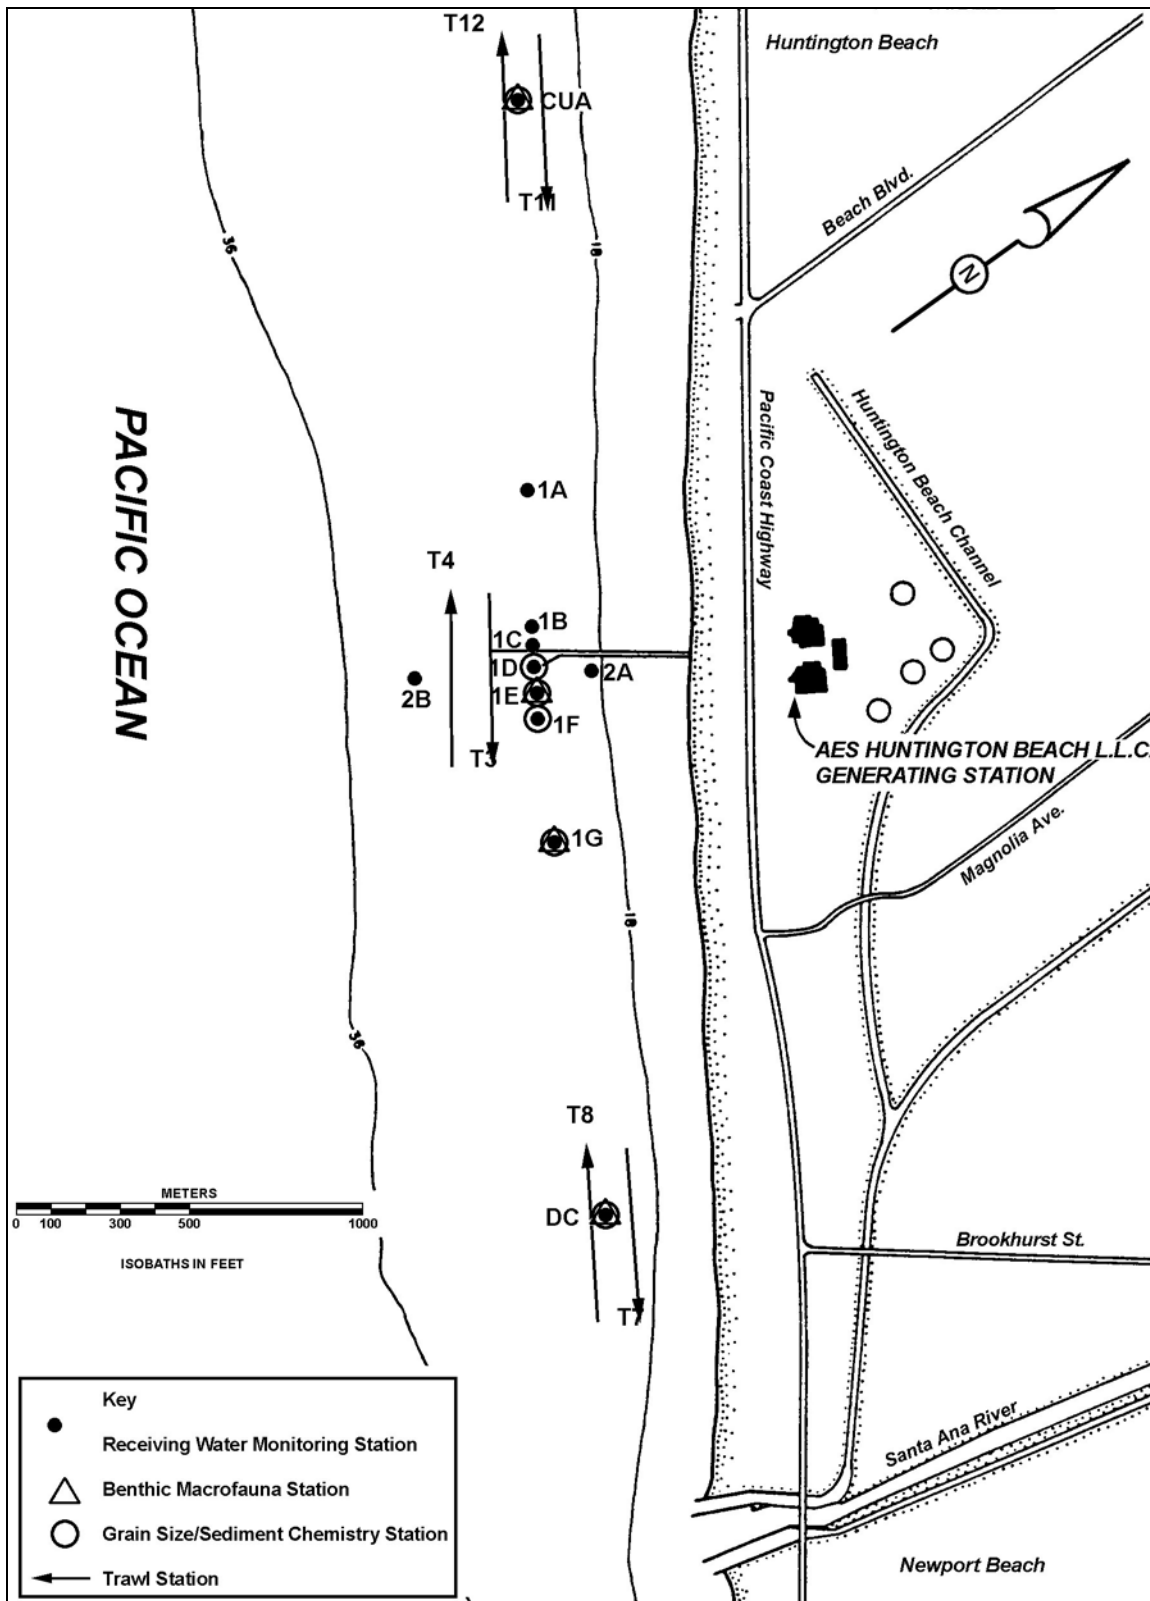 T12
Huntington Beach
CUA
T11
Beach Blvd.
36
18
N
PACIFIC OCEAN
Pacific Coast Highway
Huntington Beach Channel
1A
T4
1B
1C
1D
2A
2B
1E
1F
T3
AES HUNTINGTON BEACH L.L.C.
GENERATING STATION
1G
Magnolia Ave.
18
36
T8
METERS
0 100 300 500 1000
DC
ISOBATHS IN FEET
Brookhurst St.
T7
Key
Receiving Water Monitoring Station
Benthic Macrofauna Station
Grain Size/Sediment Chemistry Station
Trawl Station
Santa Ana River
Newport Beach